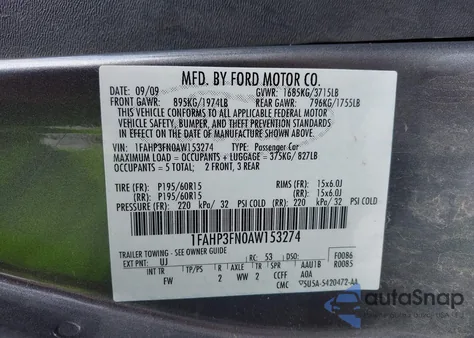 MFD. BY FORD MOTOR CO.
DATE: 09/09 GVWR: 1685KG/3715LB
FRONT GAWR: 895KG/1974LB REAR GAWR: 796KG/1755LB
THIS VEHICLE CONFORMS TO ALL APPLICABLE FEDERAL MOTOR
VEHICLE SAFETY, BUMPER, AND THEFT PREVENTION STANDARDS
IN EFFECT ON THE DATE OF MANUFACTURE SHOWN ABOVE.
VIN: 1FAHP3FN0AW153274 TYPE: Passenger Car
MAXIMUM LOAD = OCCUPANTS + LUGGAGE = 375KG/827LB
OCCUPANTS = 5 TOTAL: 2 FRONT, 3 REAR
TIRE (FR): P195/60R15 RIMS (FR): 15x6.0J
(RR): P195/60R15 (RR): 15x6.0J
PRESSURE (FR): 220 kPa/ 32 PSI COLD (RR): 220 kPa/ 32 PSI COLD
1FAHP3FN0AW153274
TRAILER TOWING - SEE OWNER GUIDE F0086
EXT PNT: UJ RC: 53 DSO: R0085
INT TR TP/PS R AXLE TR SPR AAU1B
FW 2 WW 2 CCFF A0A
CMC 5U5A-5420472-AA
autoSnap